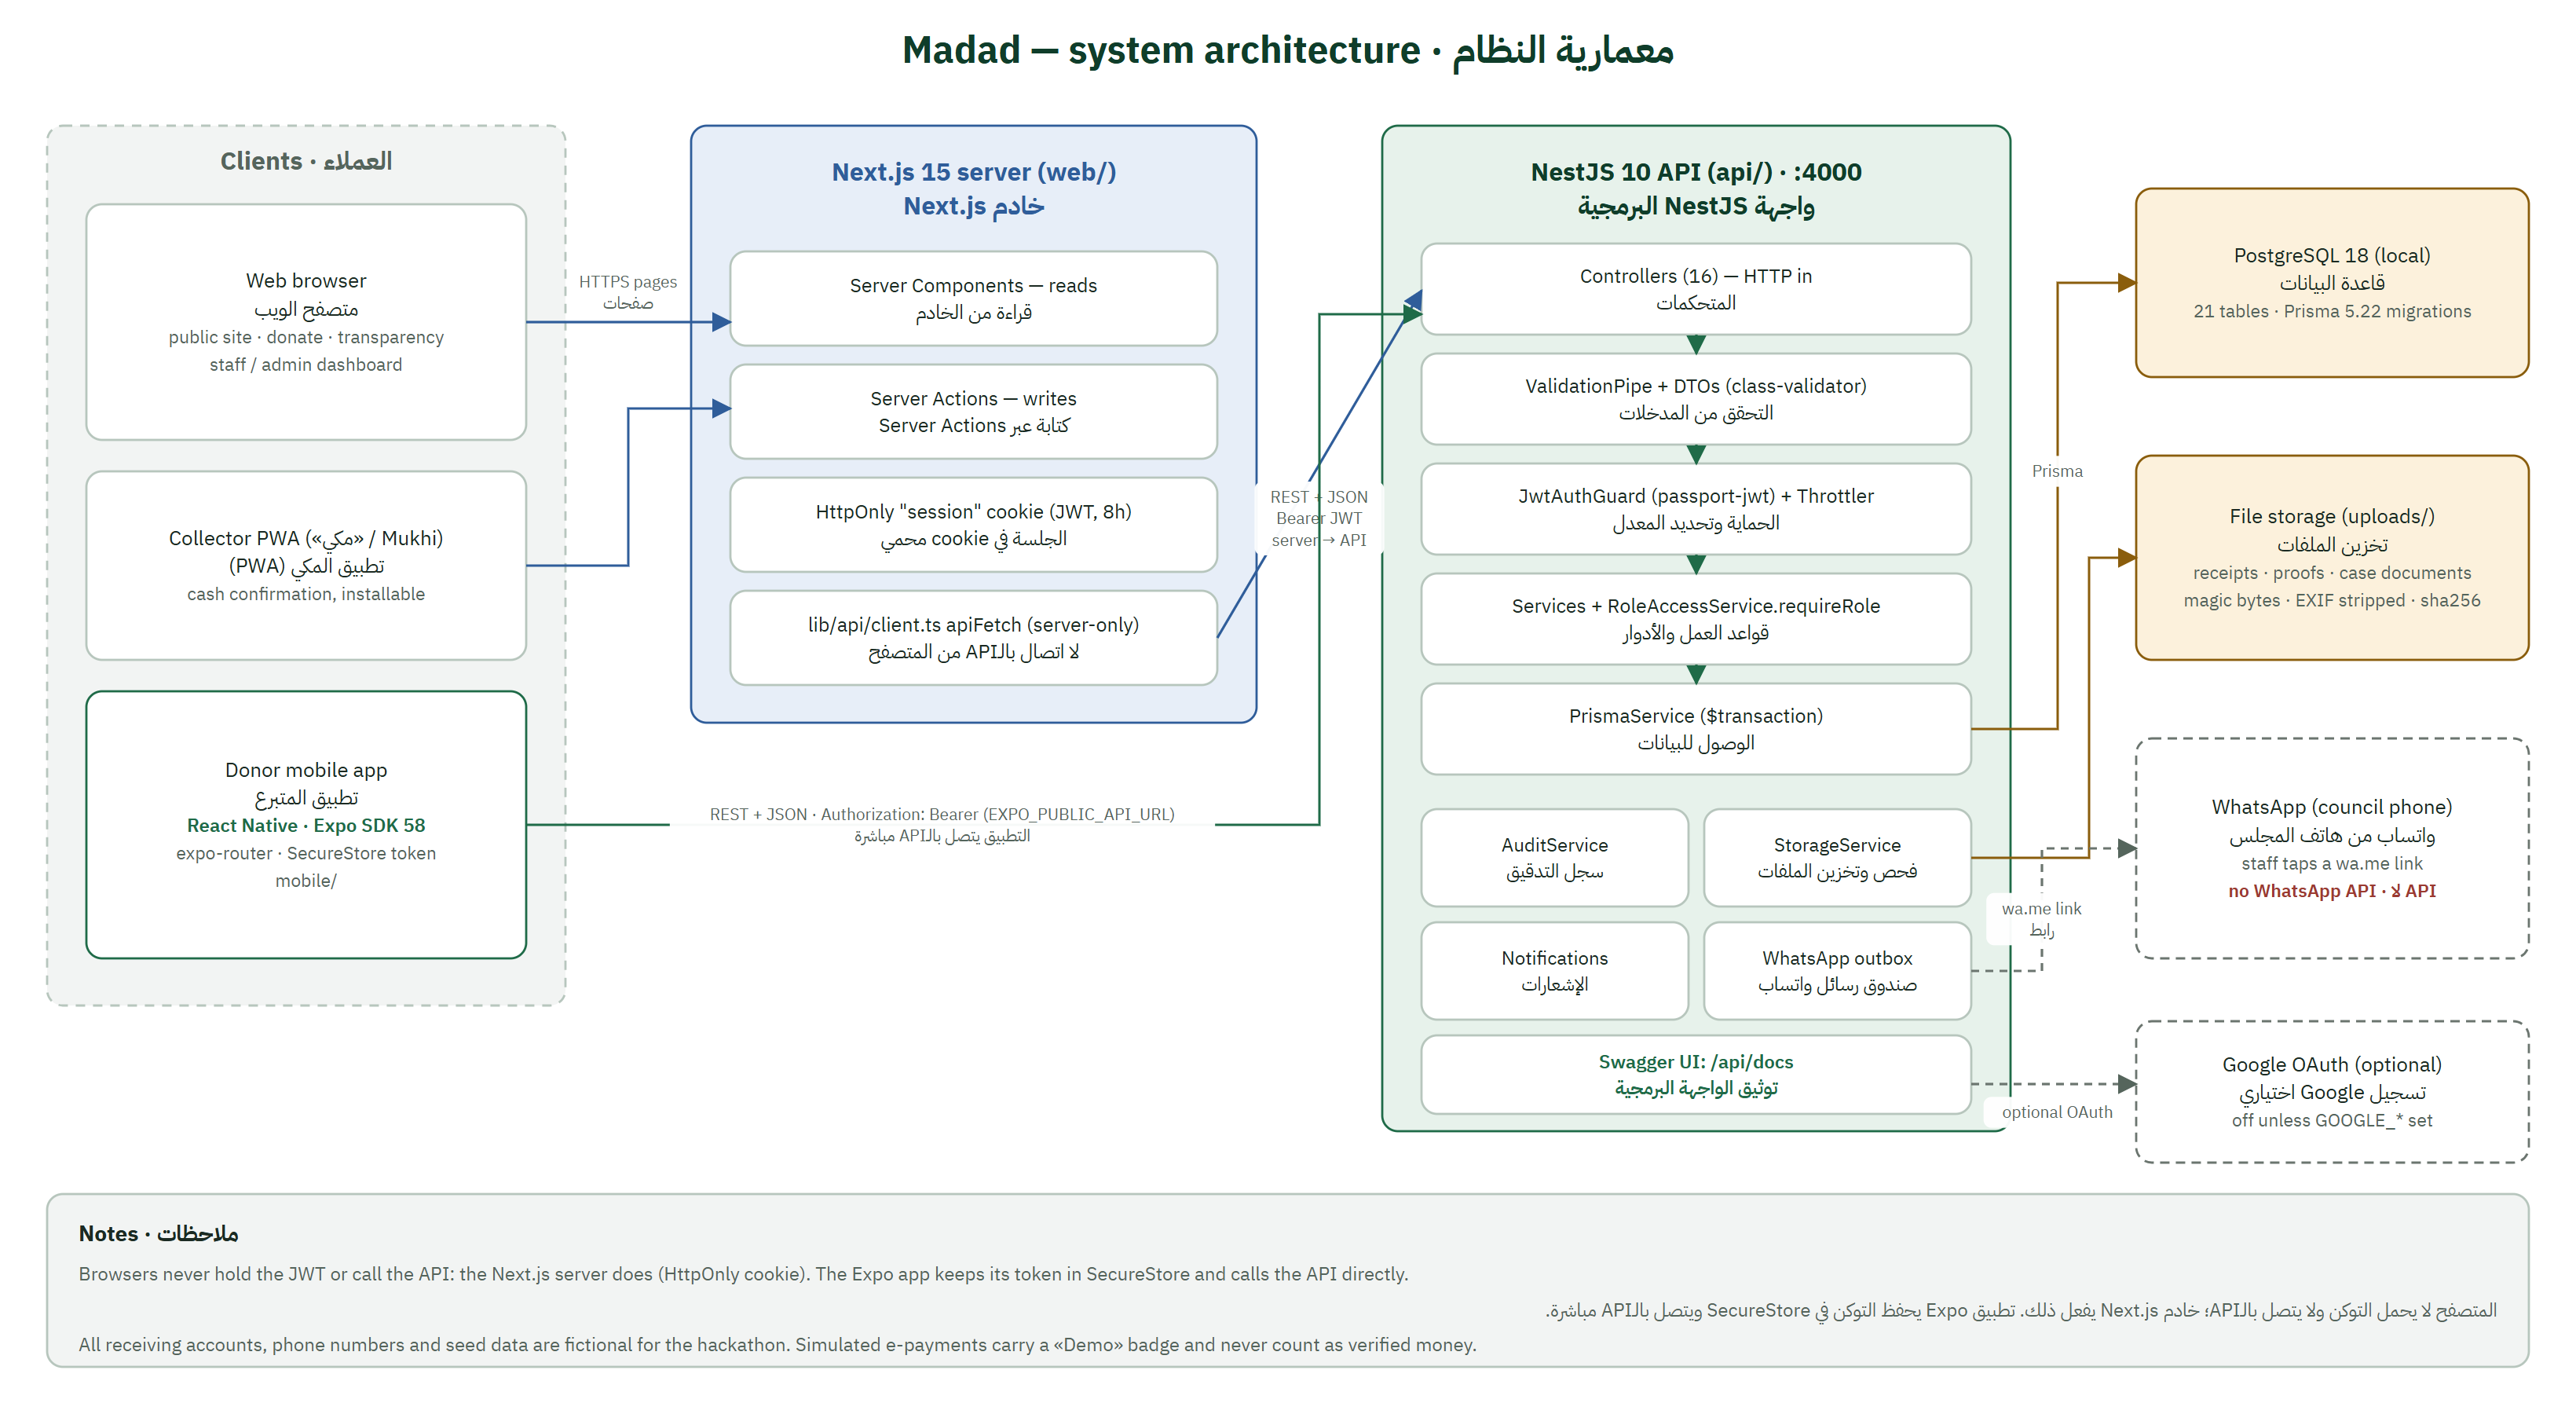 Madad — system architecture · معمارية النظام
Clients · العملاء
Web browser
متصفح الويب
public site · donate · transparency
staff / admin dashboard
Collector PWA («مكي» / Mukhi)
تطبيق المكي (PWA)
cash confirmation, installable
Donor mobile app
تطبيق المتبرع
React Native · Expo SDK 58
expo-router · SecureStore token
mobile/
HTTPS pages
صفحات
Next.js 15 server (web/)
خادم Next.js
Server Components — reads
قراءة من الخادم
Server Actions — writes
كتابة عبر Server Actions
HttpOnly "session" cookie (JWT, 8h)
الجلسة في cookie محمي
lib/api/client.ts apiFetch (server-only)
لا اتصال بالـAPI من المتصفح
REST + JSON
Bearer JWT
server → API
REST + JSON · Authorization: Bearer (EXPO_PUBLIC_API_URL)
التطبيق يتصل بالـAPI مباشرة
NestJS 10 API (api/) · :4000
واجهة NestJS البرمجية
Controllers (16) — HTTP in
المتحكمات
ValidationPipe + DTOs (class-validator)
التحقق من المدخلات
JwtAuthGuard (passport-jwt) + Throttler
الحماية وتحديد المعدل
Services + RoleAccessService.requireRole
قواعد العمل والأدوار
PrismaService ($transaction)
الوصول للبيانات
AuditService
سجل التدقيق
StorageService
فحص وتخزين الملفات
Notifications
الإشعارات
WhatsApp outbox
صندوق رسائل واتساب
Swagger UI: /api/docs
توثيق الواجهة البرمجية
Prisma
wa.me link
رابط
optional OAuth
PostgreSQL 18 (local)
قاعدة البيانات
21 tables · Prisma 5.22 migrations
File storage (uploads/)
تخزين الملفات
receipts · proofs · case documents
magic bytes · EXIF stripped · sha256
WhatsApp (council phone)
واتساب من هاتف المجلس
staff taps a wa.me link
no WhatsApp API · لا API
Google OAuth (optional)
تسجيل Google اختياري
off unless GOOGLE_* set
Notes · ملاحظات
Browsers never hold the JWT or call the API: the Next.js server does (HttpOnly cookie). The Expo app keeps its token in SecureStore and calls the API directly.
المتصفح لا يحمل التوكن ولا يتصل بالـAPI؛ خادم Next.js يفعل ذلك. تطبيق Expo يحفظ التوكن في SecureStore ويتصل بالـAPI مباشرة.
All receiving accounts, phone numbers and seed data are fictional for the hackathon. Simulated e-payments carry a «Demo» badge and never count as verified money.